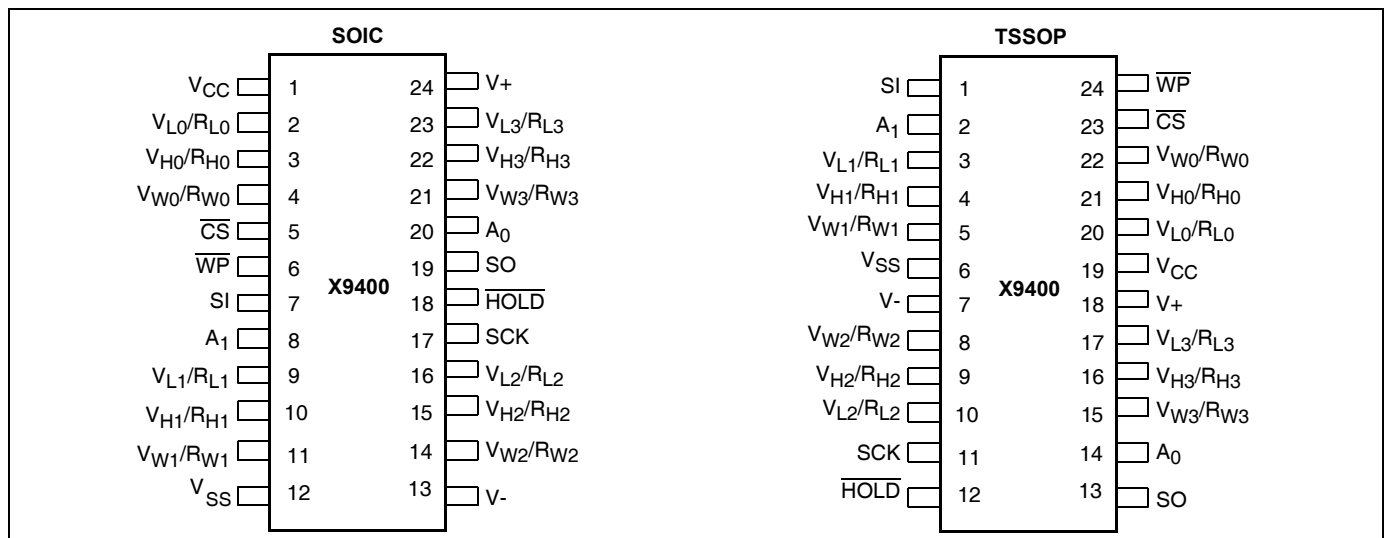 SOIC
V_CC 1 24 V+
V_L0/R_L0 2 23 V_L3/R_L3
V_H0/R_H0 3 22 V_H3/R_H3
V_W0/R_W0 4 21 V_W3/R_W3
C̅S̅ 5 20 A_0
W̅P̅ 6 19 SO
X9400
SI 7 18 H̅O̅L̅D̅
A_1 8 17 SCK
V_L1/R_L1 9 16 V_L2/R_L2
V_H1/R_H1 10 15 V_H2/R_H2
V_W1/R_W1 11 14 V_W2/R_W2
V_SS 12 13 V-
TSSOP
SI 1 24 W̅P̅
A_1 2 23 C̅S̅
V_L1/R_L1 3 22 V_W0/R_W0
V_H1/R_H1 4 21 V_H0/R_H0
V_W1/R_W1 5 20 V_L0/R_L0
V_SS 6 19 V_CC
X9400
V- 7 18 V+
V_W2/R_W2 8 17 V_L3/R_L3
V_H2/R_H2 9 16 V_H3/R_H3
V_L2/R_L2 10 15 V_W3/R_W3
SCK 11 14 A_0
H̅O̅L̅D̅ 12 13 SO